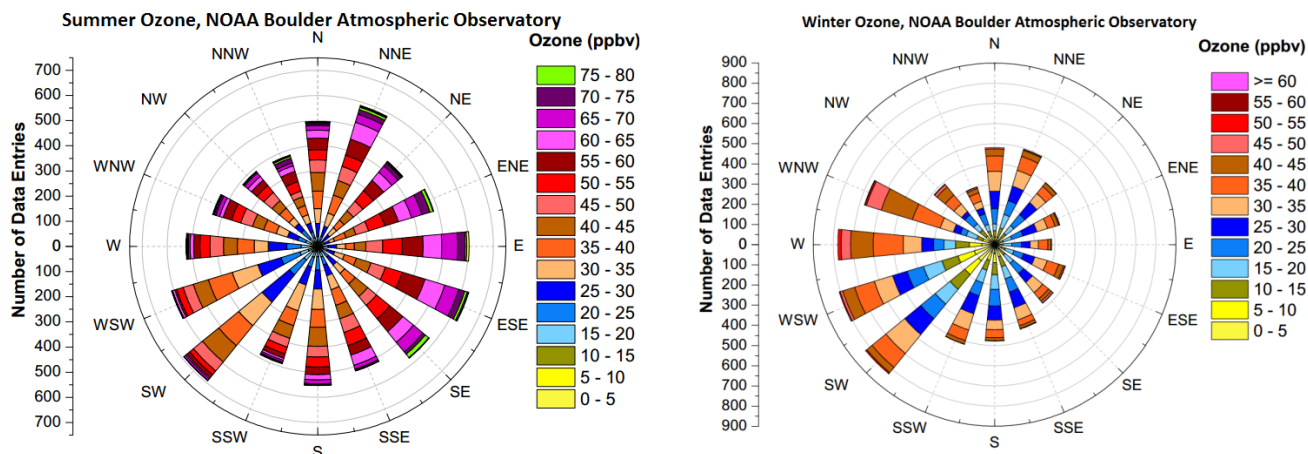 Summer Ozone, NOAA Boulder Atmospheric Observatory
N
NNE
NE
ENE
E
ESE
SE
SSE
S
SSW
SW
WSW
W
WNW
NW
NNW
Number of Data Entries
700
600
500
400
300
200
100
0
100
200
300
400
500
600
700
Ozone (ppbv)
75 - 80
70 - 75
65 - 70
60 - 65
55 - 60
50 - 55
45 - 50
40 - 45
35 - 40
30 - 35
25 - 30
20 - 25
15 - 20
10 - 15
5 - 10
0 - 5
Winter Ozone, NOAA Boulder Atmospheric Observatory
N
NNE
NE
ENE
E
ESE
SE
SSE
S
SSW
SW
WSW
W
WNW
NW
NNW
Number of Data Entries
900
800
700
600
500
400
300
200
100
0
100
200
300
400
500
600
700
800
900
Ozone (ppbv)
>= 60
55 - 60
50 - 55
45 - 50
40 - 45
35 - 40
30 - 35
25 - 30
20 - 25
15 - 20
10 - 15
5 - 10
0 - 5